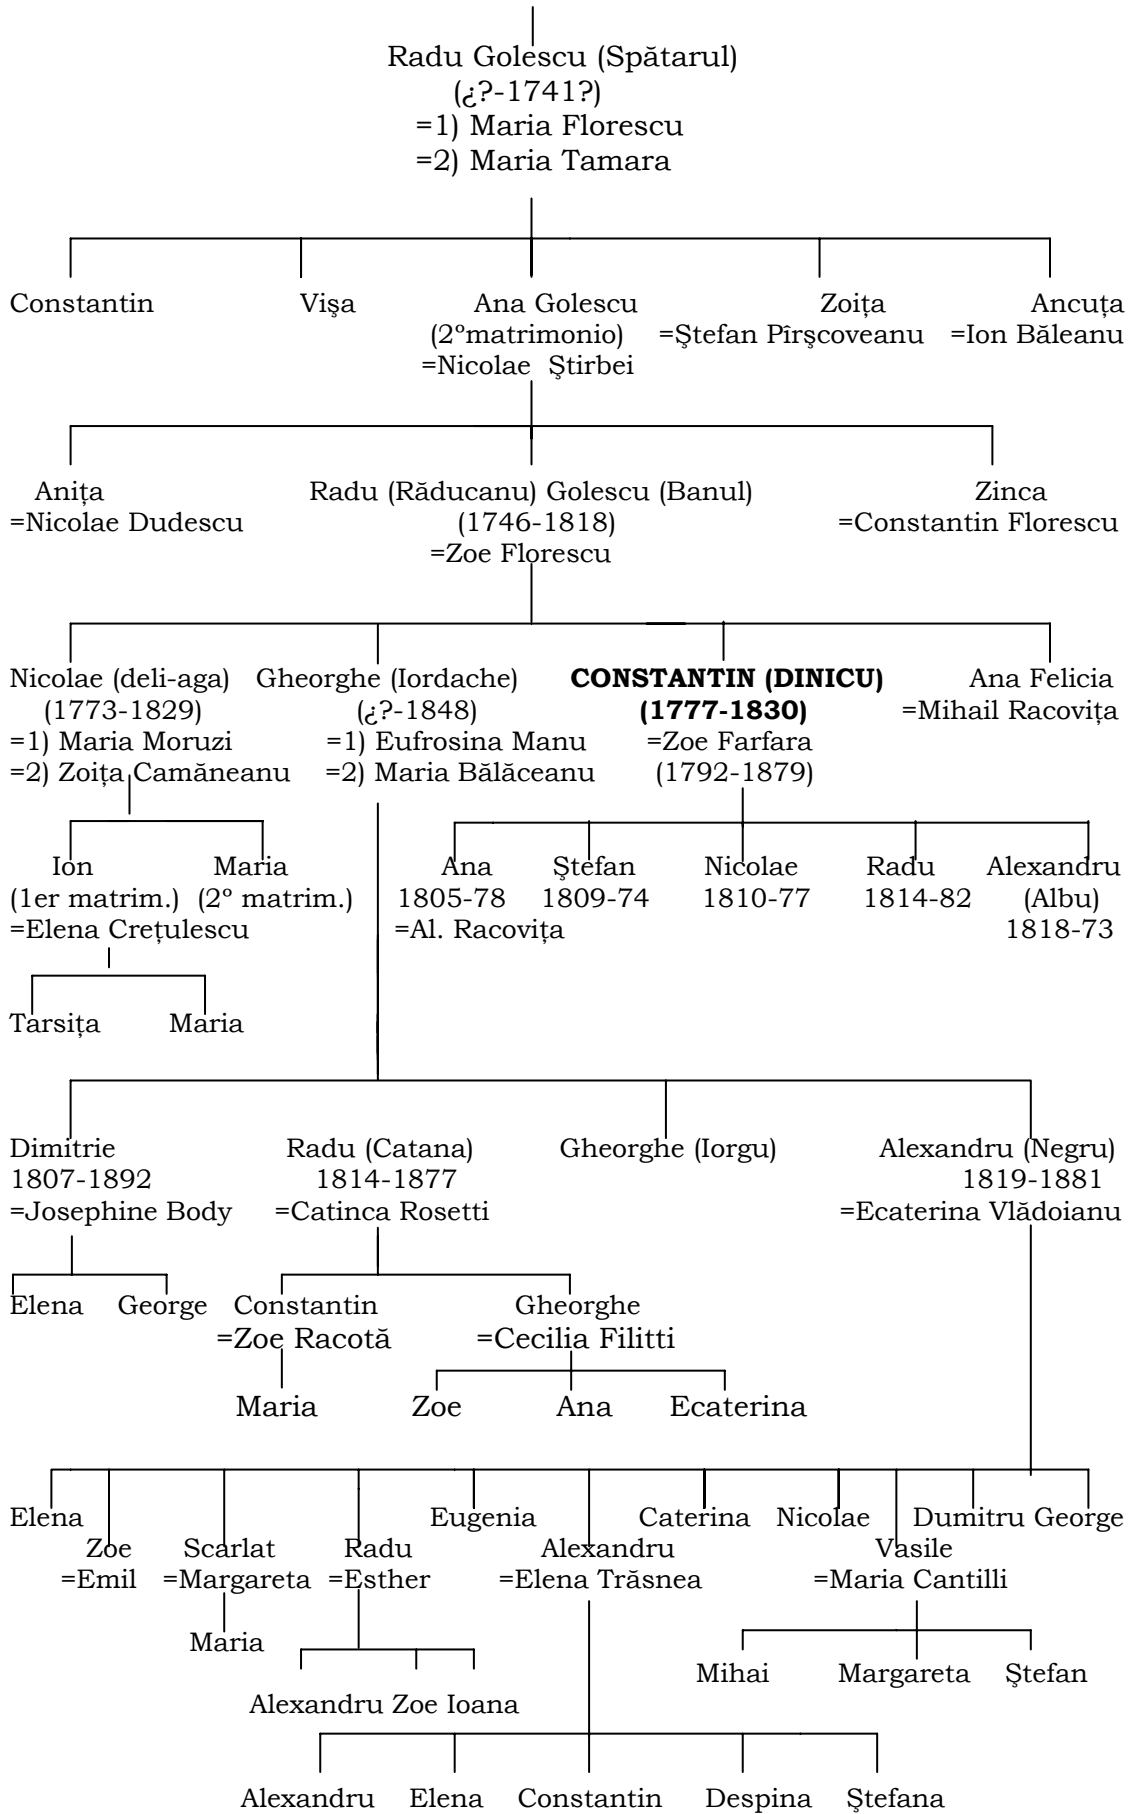 Radu Golescu (Spătarul)
(¿?-1741?)
=1) Maria Florescu
=2) Maria Tamara
Constantin Vişa Ana Golescu Zoiţa Ancuţa
(2ºmatrimonio) =Ştefan Pîrşcoveanu =Ion Băleanu
=Nicolae Ştirbei
Aniţa Radu (Răducanu) Golescu (Banul) Zinca
=Nicolae Dudescu (1746-1818) =Constantin Florescu
=Zoe Florescu
Nicolae (deli-aga) Gheorghe (Iordache) CONSTANTIN (DINICU) Ana Felicia
(1773-1829) (¿?-1848) (1777-1830) =Mihail Racoviţa
=1) Maria Moruzi =1) Eufrosina Manu =Zoe Farfara
=2) Zoiţa Camăneanu =2) Maria Bălăceanu (1792-1879)
Ion Maria Ana Ştefan Nicolae Radu Alexandru
(1er matrim.) (2º matrim.) 1805-78 1809-74 1810-77 1814-82 (Albu)
=Elena Creţulescu =Al. Racoviţa 1818-73
Tarsiţa Maria
Dimitrie Radu (Catana) Gheorghe (Iorgu) Alexandru (Negru)
1807-1892 1814-1877 1819-1881
=Josephine Body =Catinca Rosetti =Ecaterina Vlădoianu
Elena George Constantin Gheorghe
=Zoe Racotă =Cecilia Filitti
Maria Zoe Ana Ecaterina
Elena Eugenia Caterina Nicolae Dumitru George
Zoe Scarlat Radu Alexandru Vasile
=Emil =Margareta =Esther =Elena Trăsnea =Maria Cantilli
Maria
Mihai Margareta Ştefan
Alexandru Zoe Ioana
Alexandru Elena Constantin Despina Ştefana